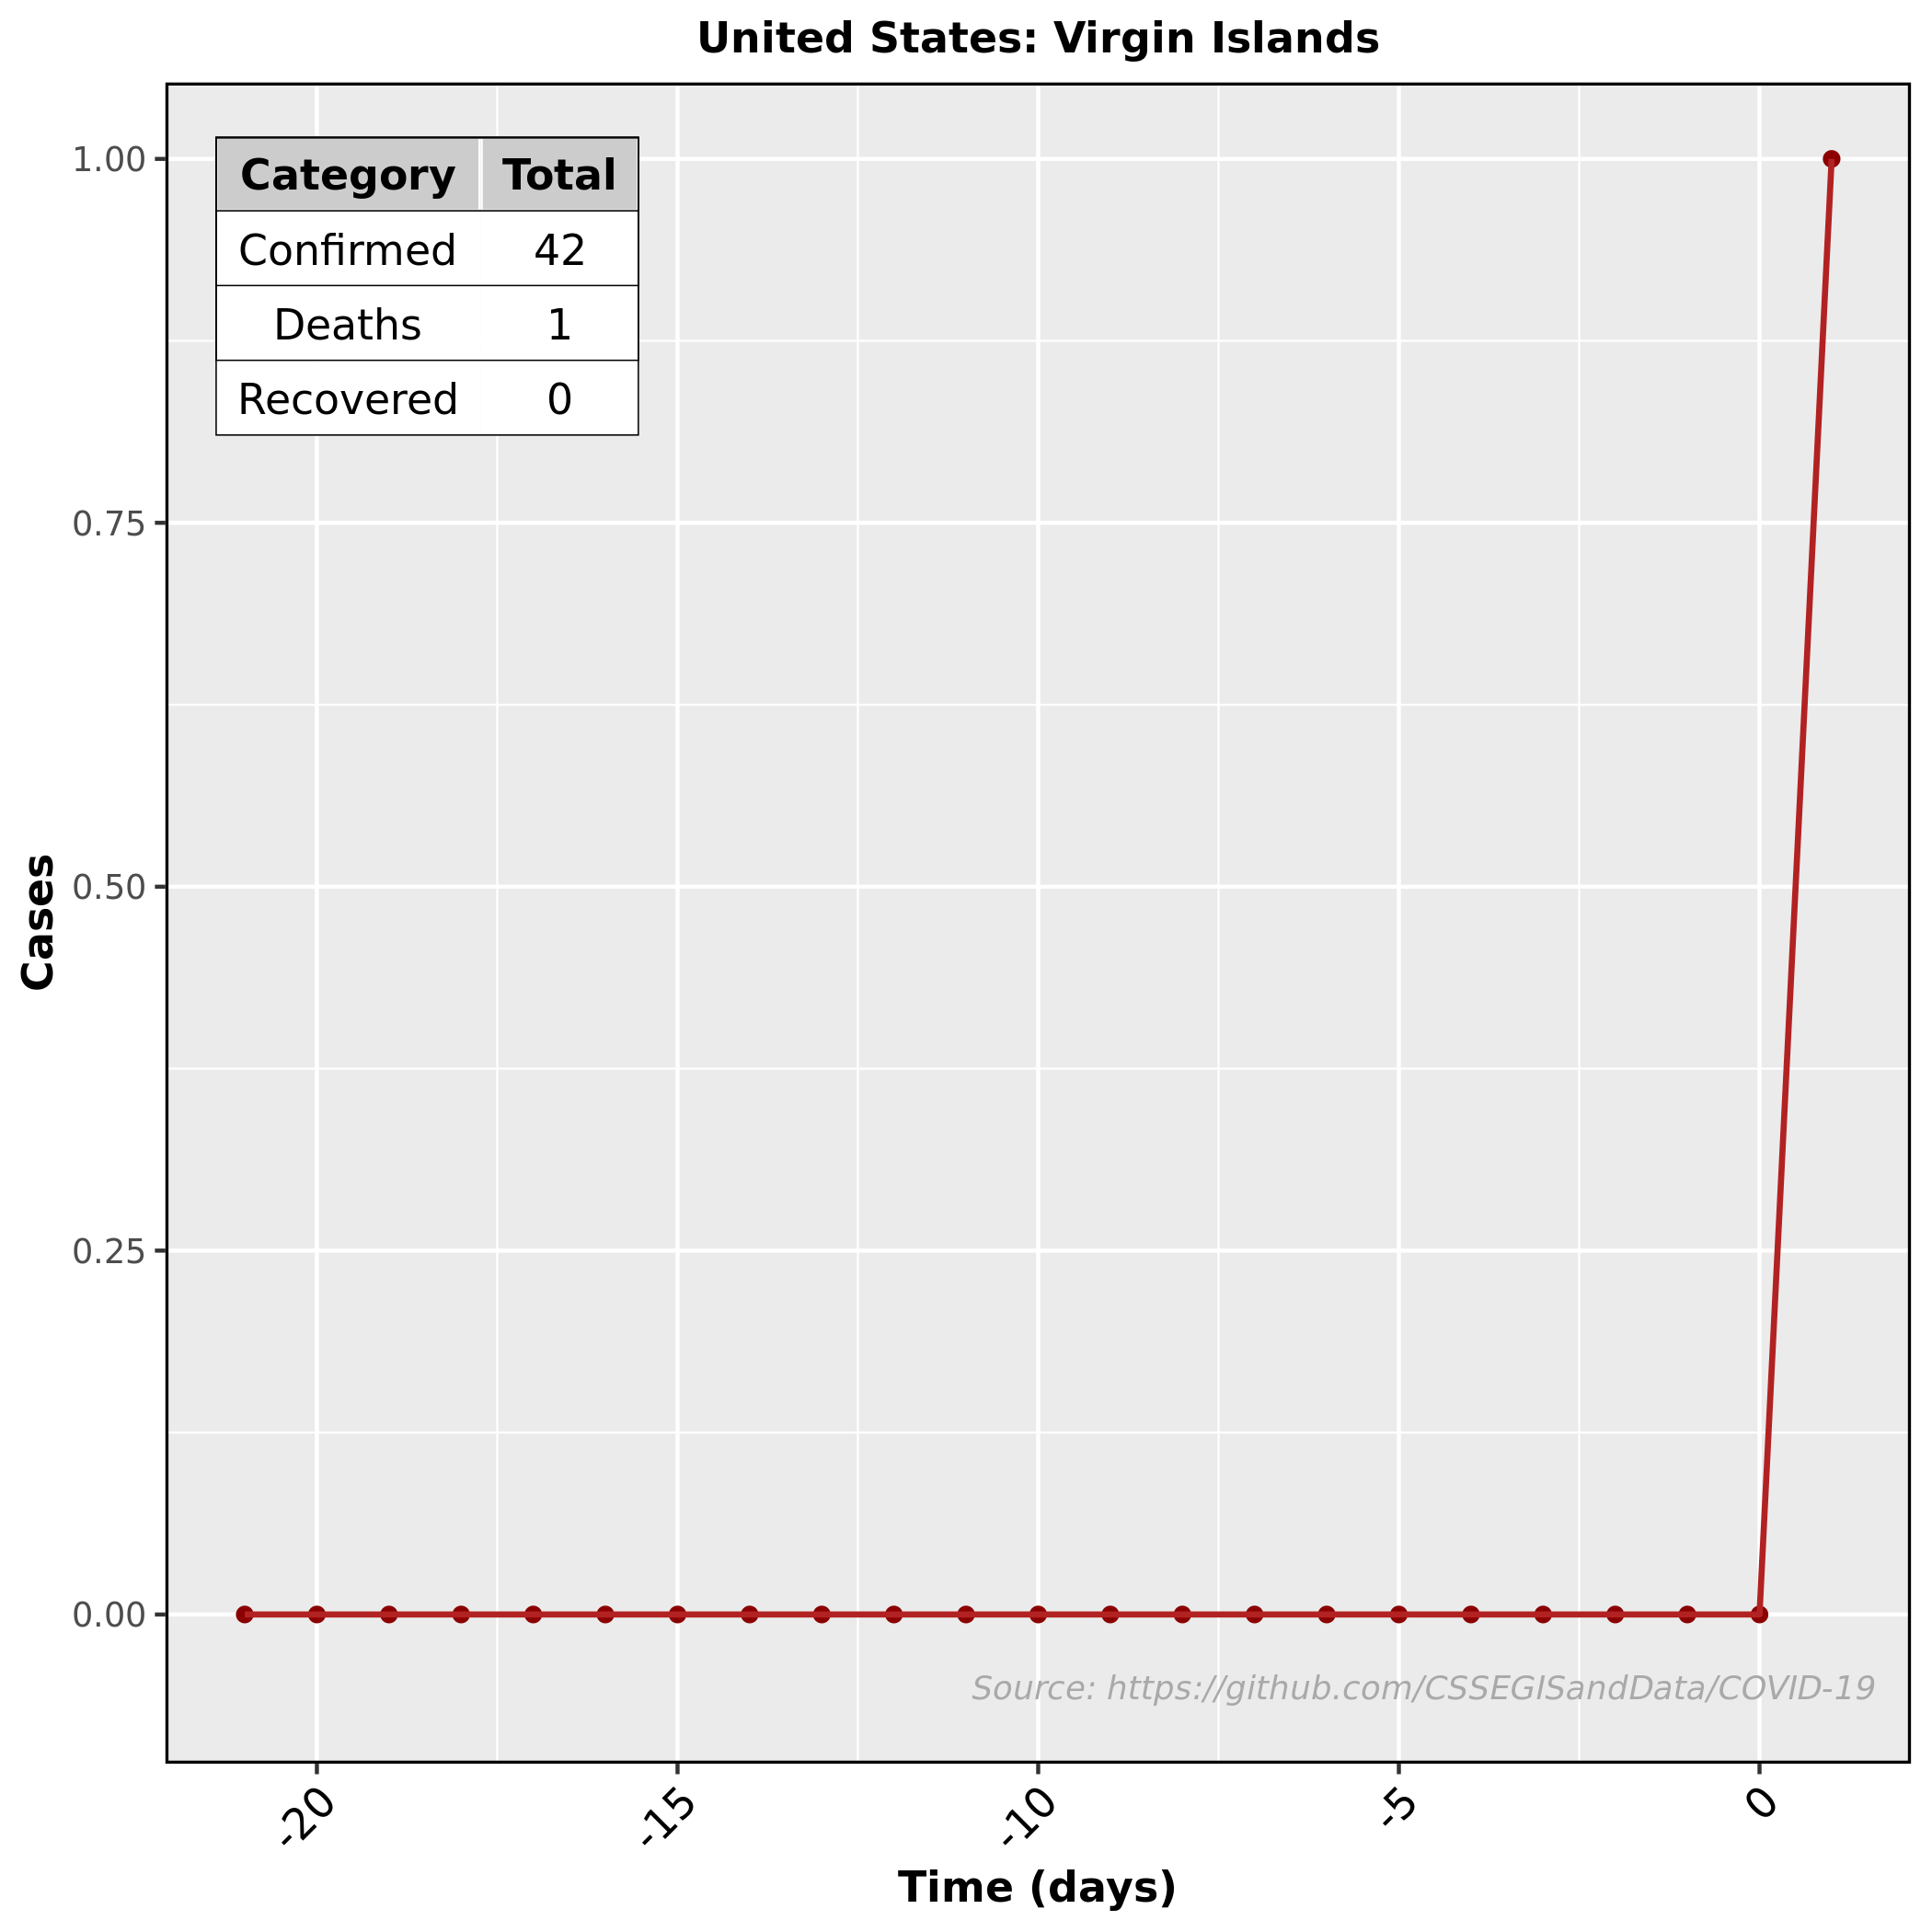 United States: Virgin Islands
Category Total
Confirmed 42
Deaths 1
Recovered 0
1.00
0.75
0.50
0.25
0.00
Cases
Source: https://github.com/CSSEGISandData/COVID-19
-20 -15 -10 -5 0
Time (days)